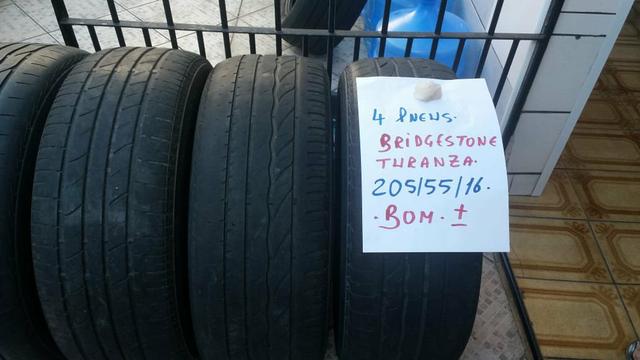 4 PNEUS.
BRIDGESTONE
TURANZA.
205/55/16.
. BOM. ±